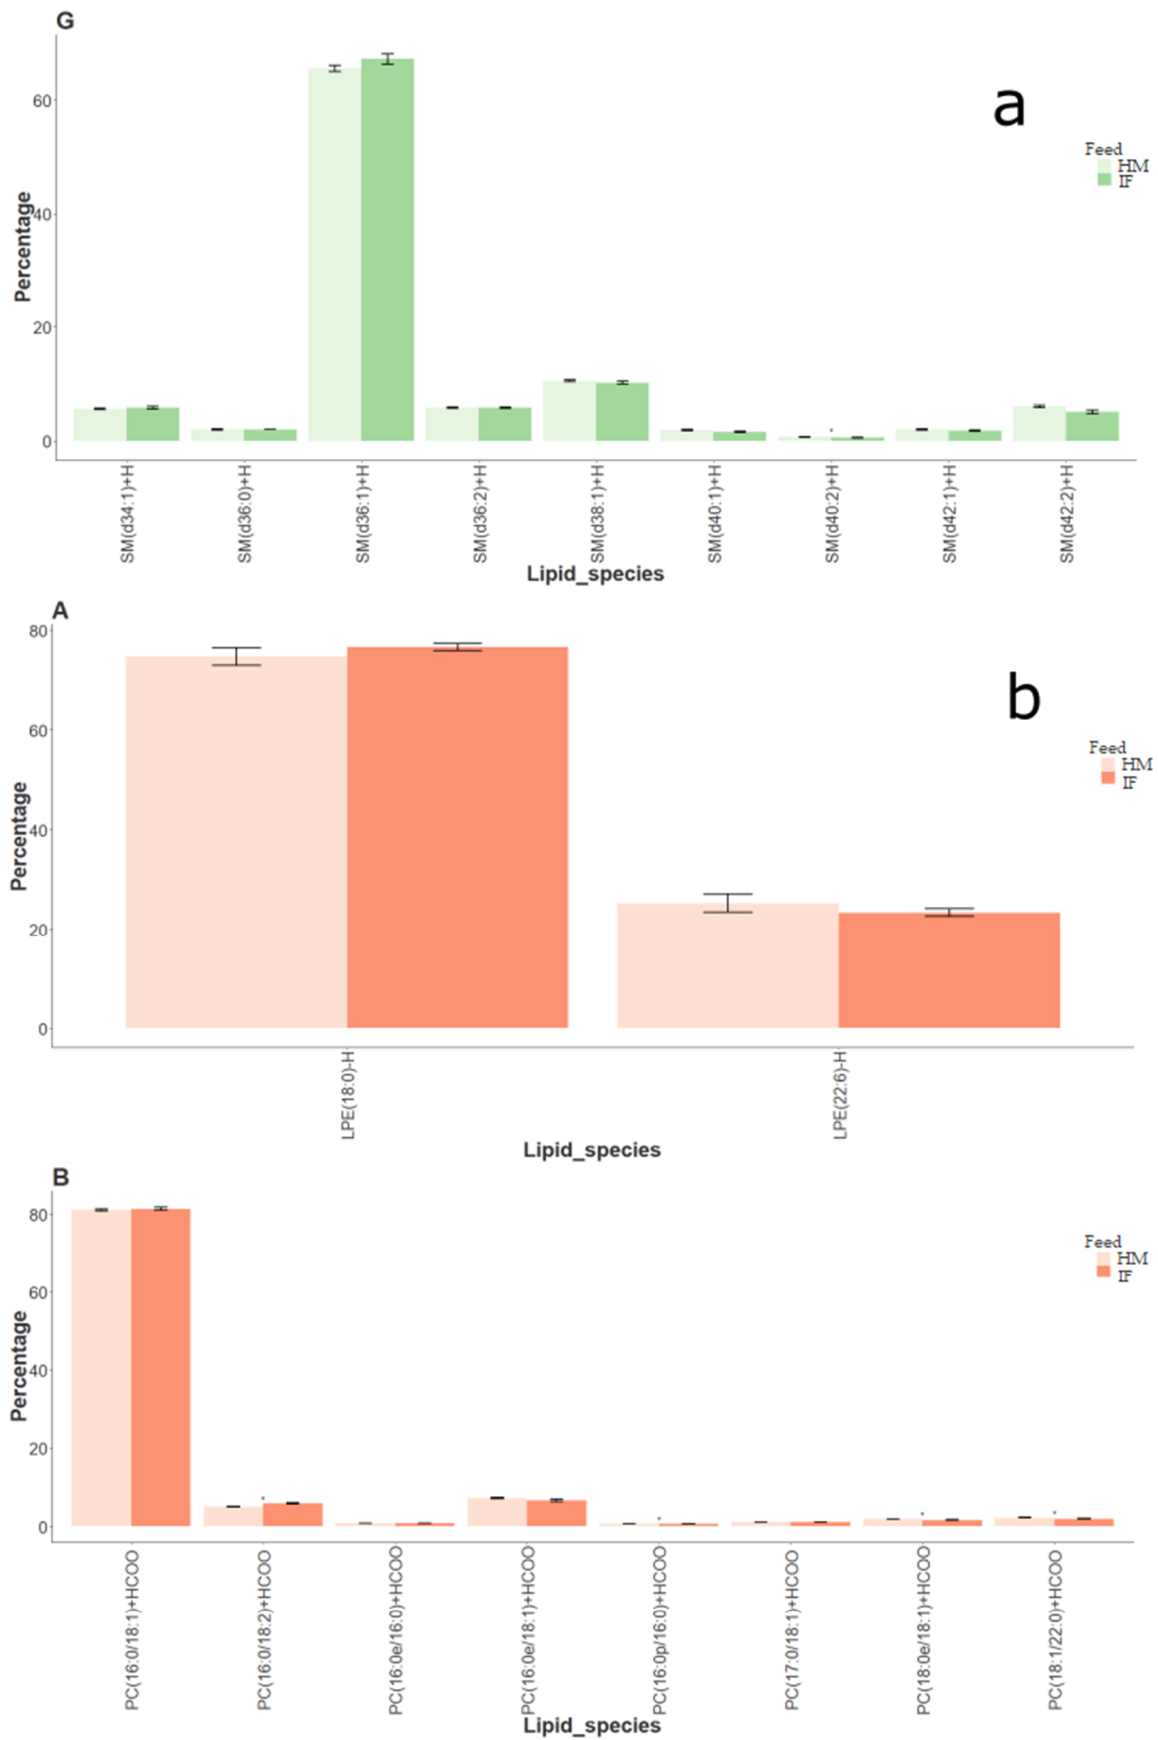 G
a
Feed
HM
IF
Percentage
60
40
20
0
SM(d34:1)+H
SM(d36:0)+H
SM(d36:1)+H
SM(d36:2)+H
SM(d38:1)+H
SM(d40:1)+H
SM(d40:2)+H
SM(d42:1)+H
SM(d42:2)+H
Lipid_species
A
b
Feed
HM
IF
Percentage
80
60
40
20
0
LPE(18:0)-H
LPE(22:6)-H
Lipid_species
B
Feed
HM
IF
Percentage
80
60
40
20
0
PC(16:0/18:1)+HCOO
PC(16:0/18:2)+HCOO
PC(16:0e/16:0)+HCOO
PC(16:0e/18:1)+HCOO
PC(16:0p/16:0)+HCOO
PC(17:0/18:1)+HCOO
PC(18:0e/18:1)+HCOO
PC(18:1/22:0)+HCOO
Lipid_species